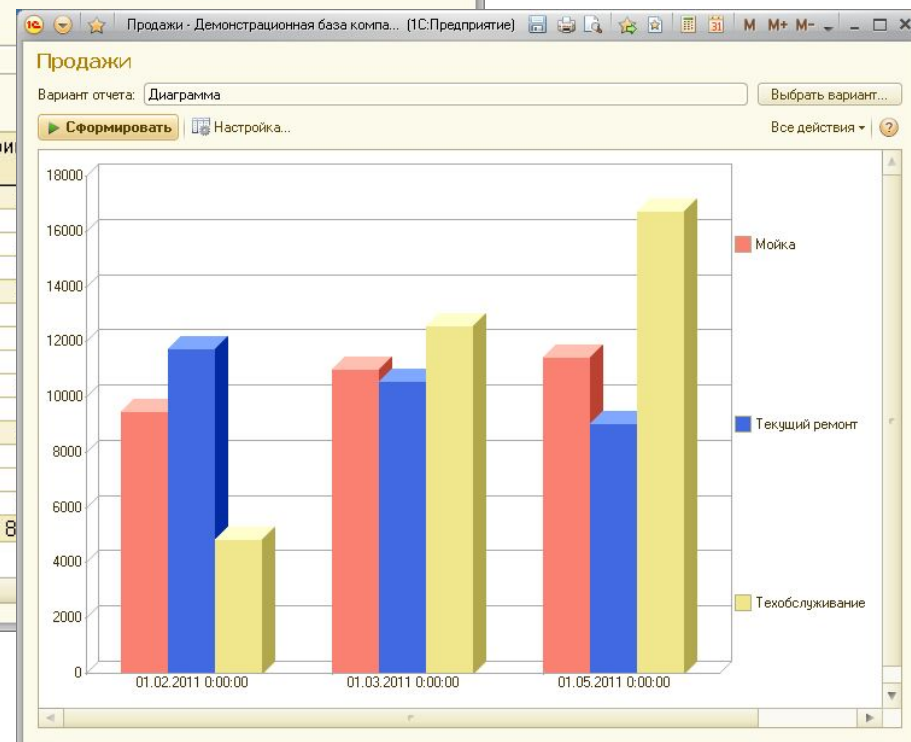 Продажи - Демонстрационная база компа... (1С:Предприятие) M M+ M-
Продажи
Вариант отчета: Диаграмма Выбрать вариант...
Сформировать Настройка... Все действия
18000
16000
Мойка
14000
12000
10000
Текущий ремонт
8000
6000
8
4000
Техобслуживание
2000
0
01.02.2011 0:00:00 01.03.2011 0:00:00 01.05.2011 0:00:00